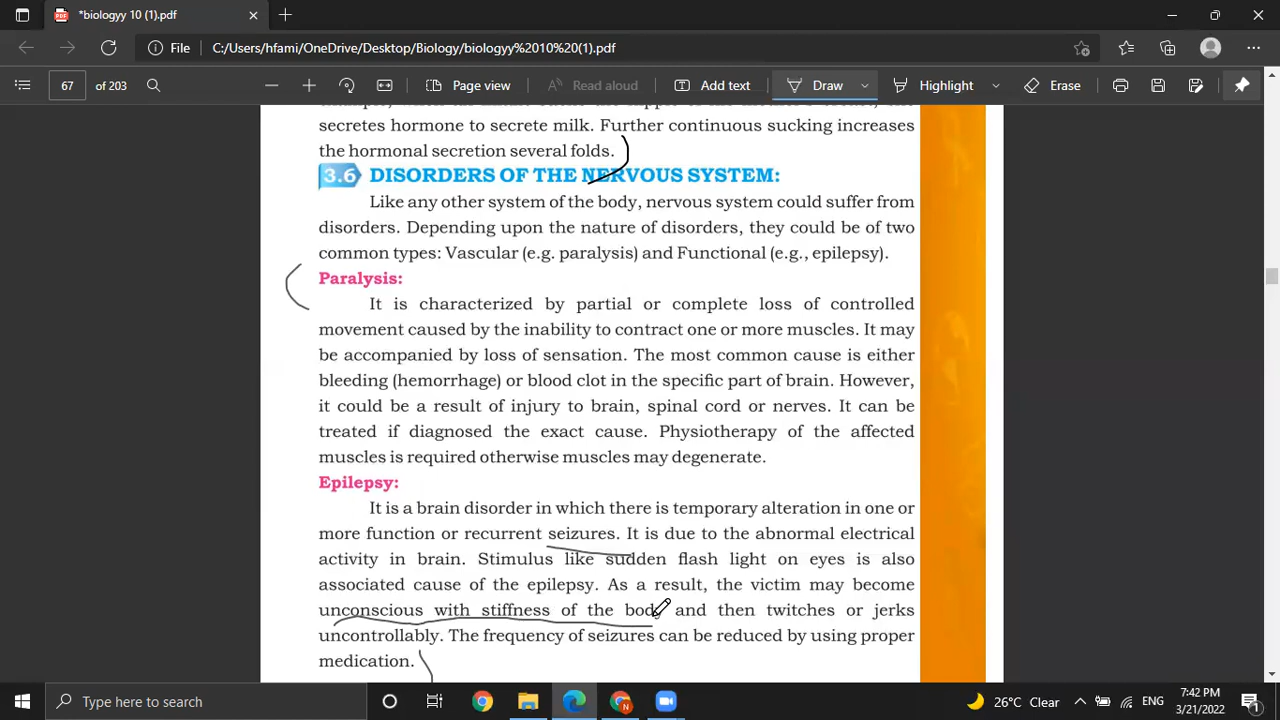 *biologyy 10 (1).pdf
File C:/Users/hfami/OneDrive/Desktop/Biology/biologyy%2010%20(1).pdf
67 of 203 Page view Read aloud Add text Draw Highlight Erase
secretes hormone to secrete milk. Further continuous sucking increases
the hormonal secretion several folds.
3.6 DISORDERS OF THE NERVOUS SYSTEM:
Like any other system of the body, nervous system could suffer from
disorders. Depending upon the nature of disorders, they could be of two
common types: Vascular (e.g. paralysis) and Functional (e.g., epilepsy).
Paralysis:
It is characterized by partial or complete loss of controlled
movement caused by the inability to contract one or more muscles. It may
be accompanied by loss of sensation. The most common cause is either
bleeding (hemorrhage) or blood clot in the specific part of brain. However,
it could be a result of injury to brain, spinal cord or nerves. It can be
treated if diagnosed the exact cause. Physiotherapy of the affected
muscles is required otherwise muscles may degenerate.
Epilepsy:
It is a brain disorder in which there is temporary alteration in one or
more function or recurrent seizures. It is due to the abnormal electrical
activity in brain. Stimulus like sudden flash light on eyes is also
associated cause of the epilepsy. As a result, the victim may become
unconscious with stiffness of the body and then twitches or jerks
uncontrollably. The frequency of seizures can be reduced by using proper
medication.
Type here to search 26°C Clear ENG 7:42 PM
3/21/2022